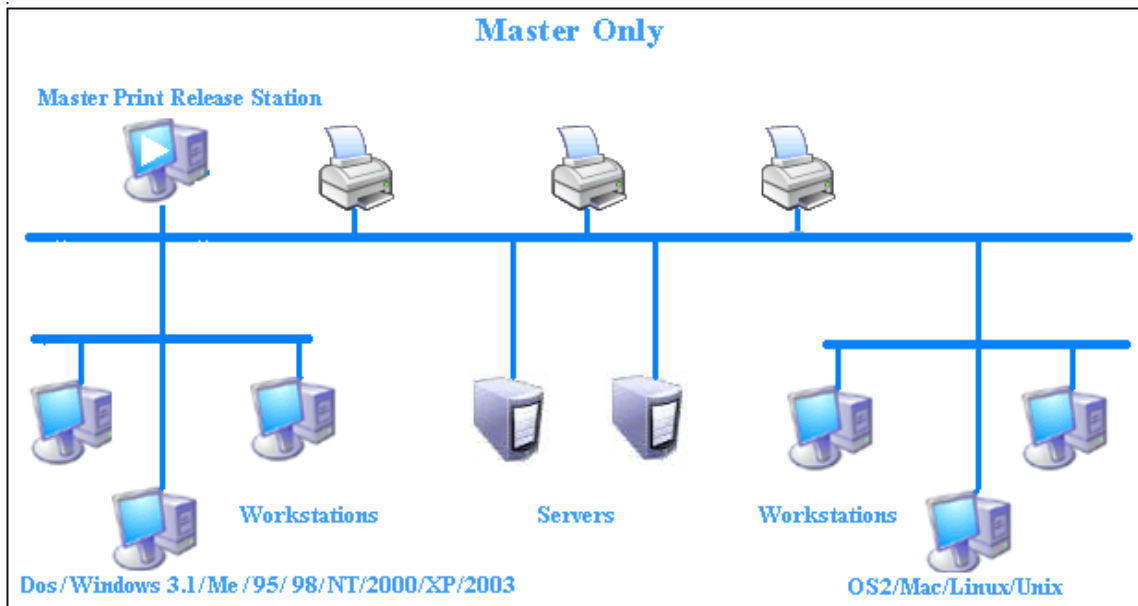 Master Only
Master Print Release Station
Workstations
Servers
Workstations
Dos/Windows 3.1/Me /95/ 98/NT/2000/XP/2003
OS2/Mac/Linux/Unix